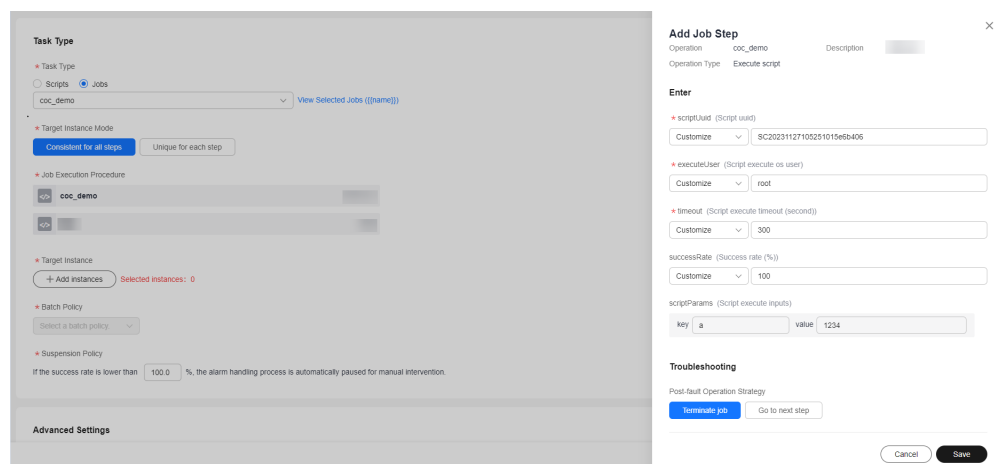 Task Type
* Task Type
Scripts Jobs
coc_demo View Selected Jobs ({{name}})
* Target Instance Mode
Consistent for all steps Unique for each step
* Job Execution Procedure
</> coc_demo
</>
* Target Instance
+ Add instances Selected instances: 0
* Batch Policy
Select a batch policy
* Suspension Policy
If the success rate is lower than 100.0 %, the alarm handling process is automatically paused for manual intervention.
Advanced Settings
Add Job Step
Operation coc_demo Description
Operation Type Execute script
Enter
* scriptUuid (Script uuid)
Customize SC20231127105251015e6b406
* executeUser (Script execute os user)
Customize root
* timeout (Script execute timeout (second))
Customize 300
successRate (Success rate (%))
Customize 100
scriptParams (Script execute inputs)
key a value 1234
Troubleshooting
Post-fault Operation Strategy
Terminate job Go to next step
Cancel Save